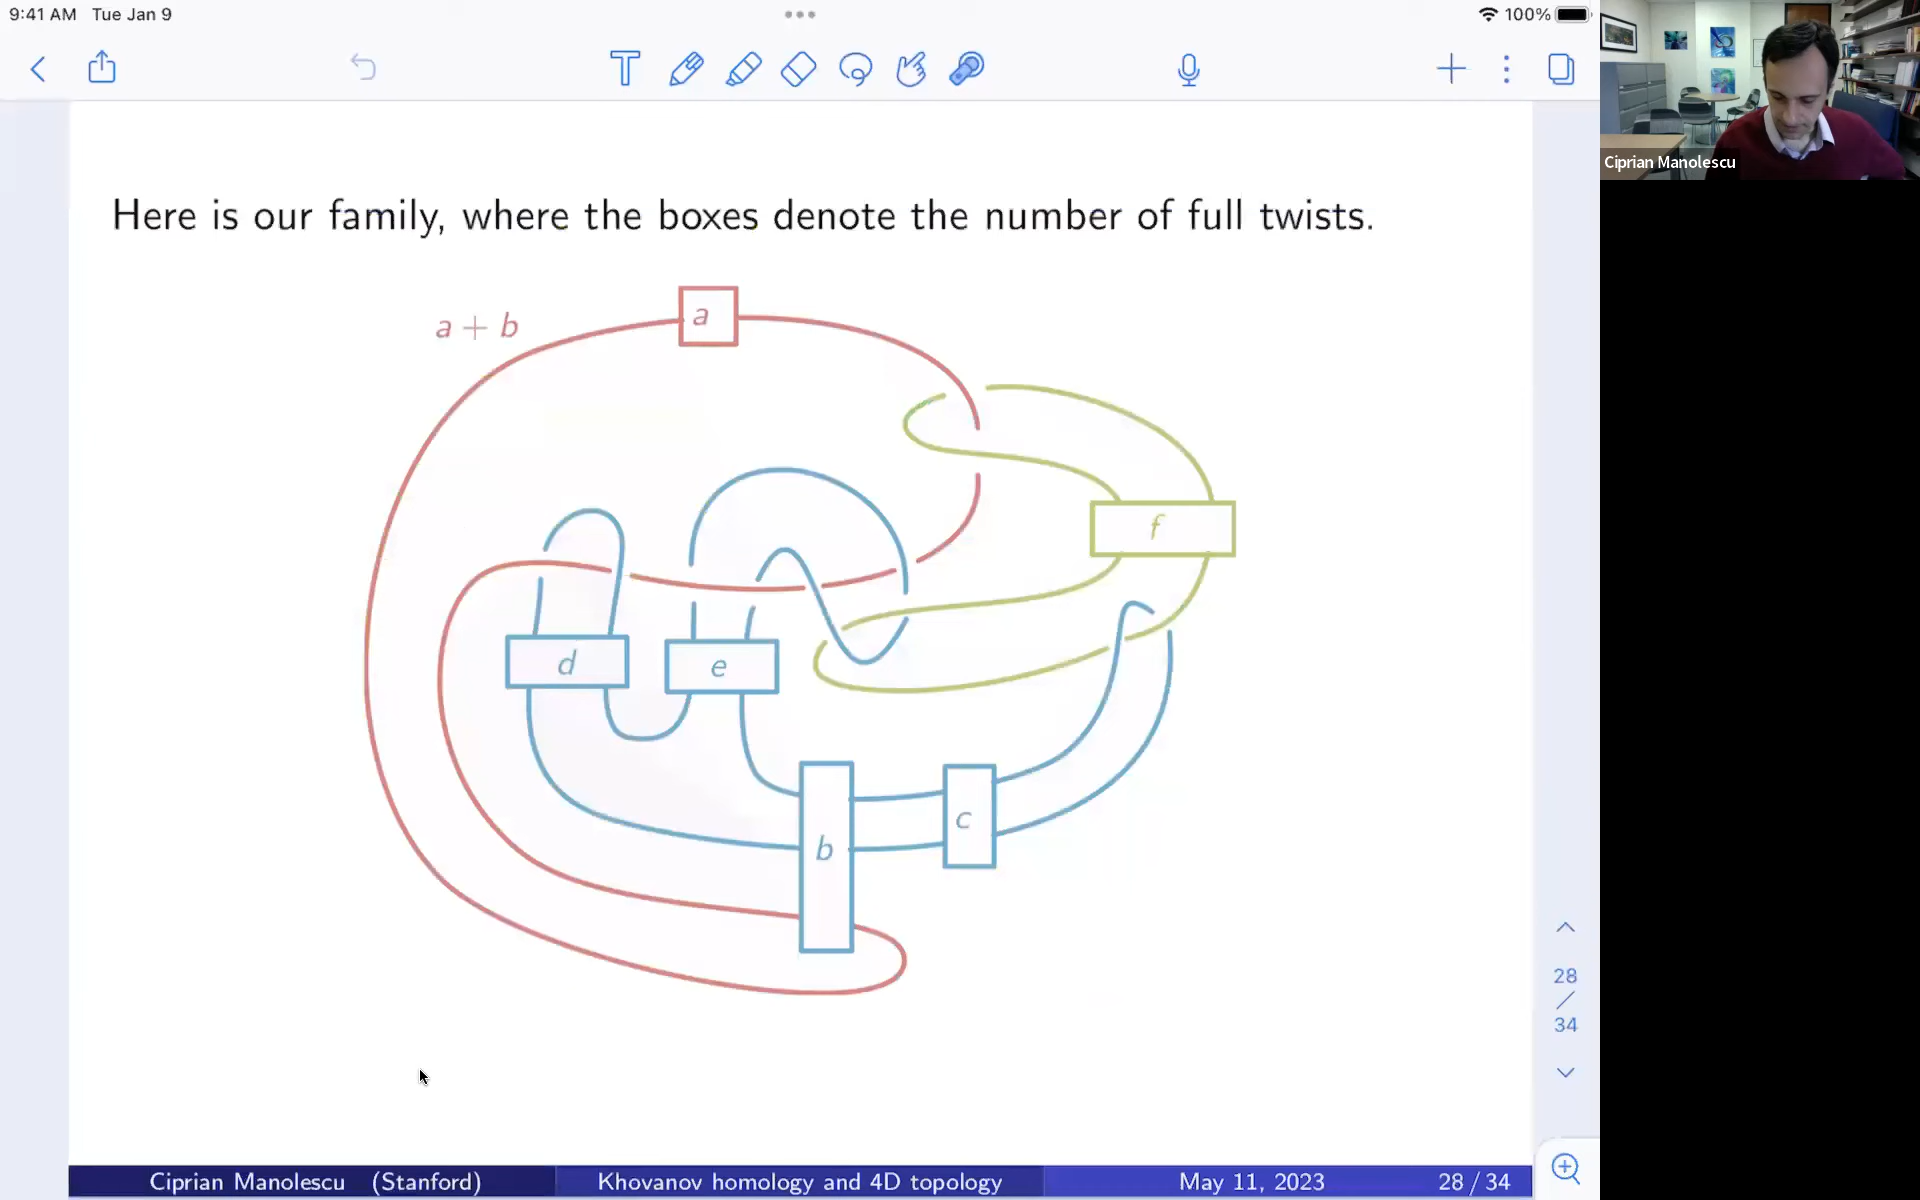 9:41 AM Tue Jan 9
100%
Ciprian Manolescu
Here is our family, where the boxes denote the number of full twists.
a + b
a
f
d
e
b
c
28
/
34
Ciprian Manolescu (Stanford) Khovanov homology and 4D topology May 11, 2023 28 / 34